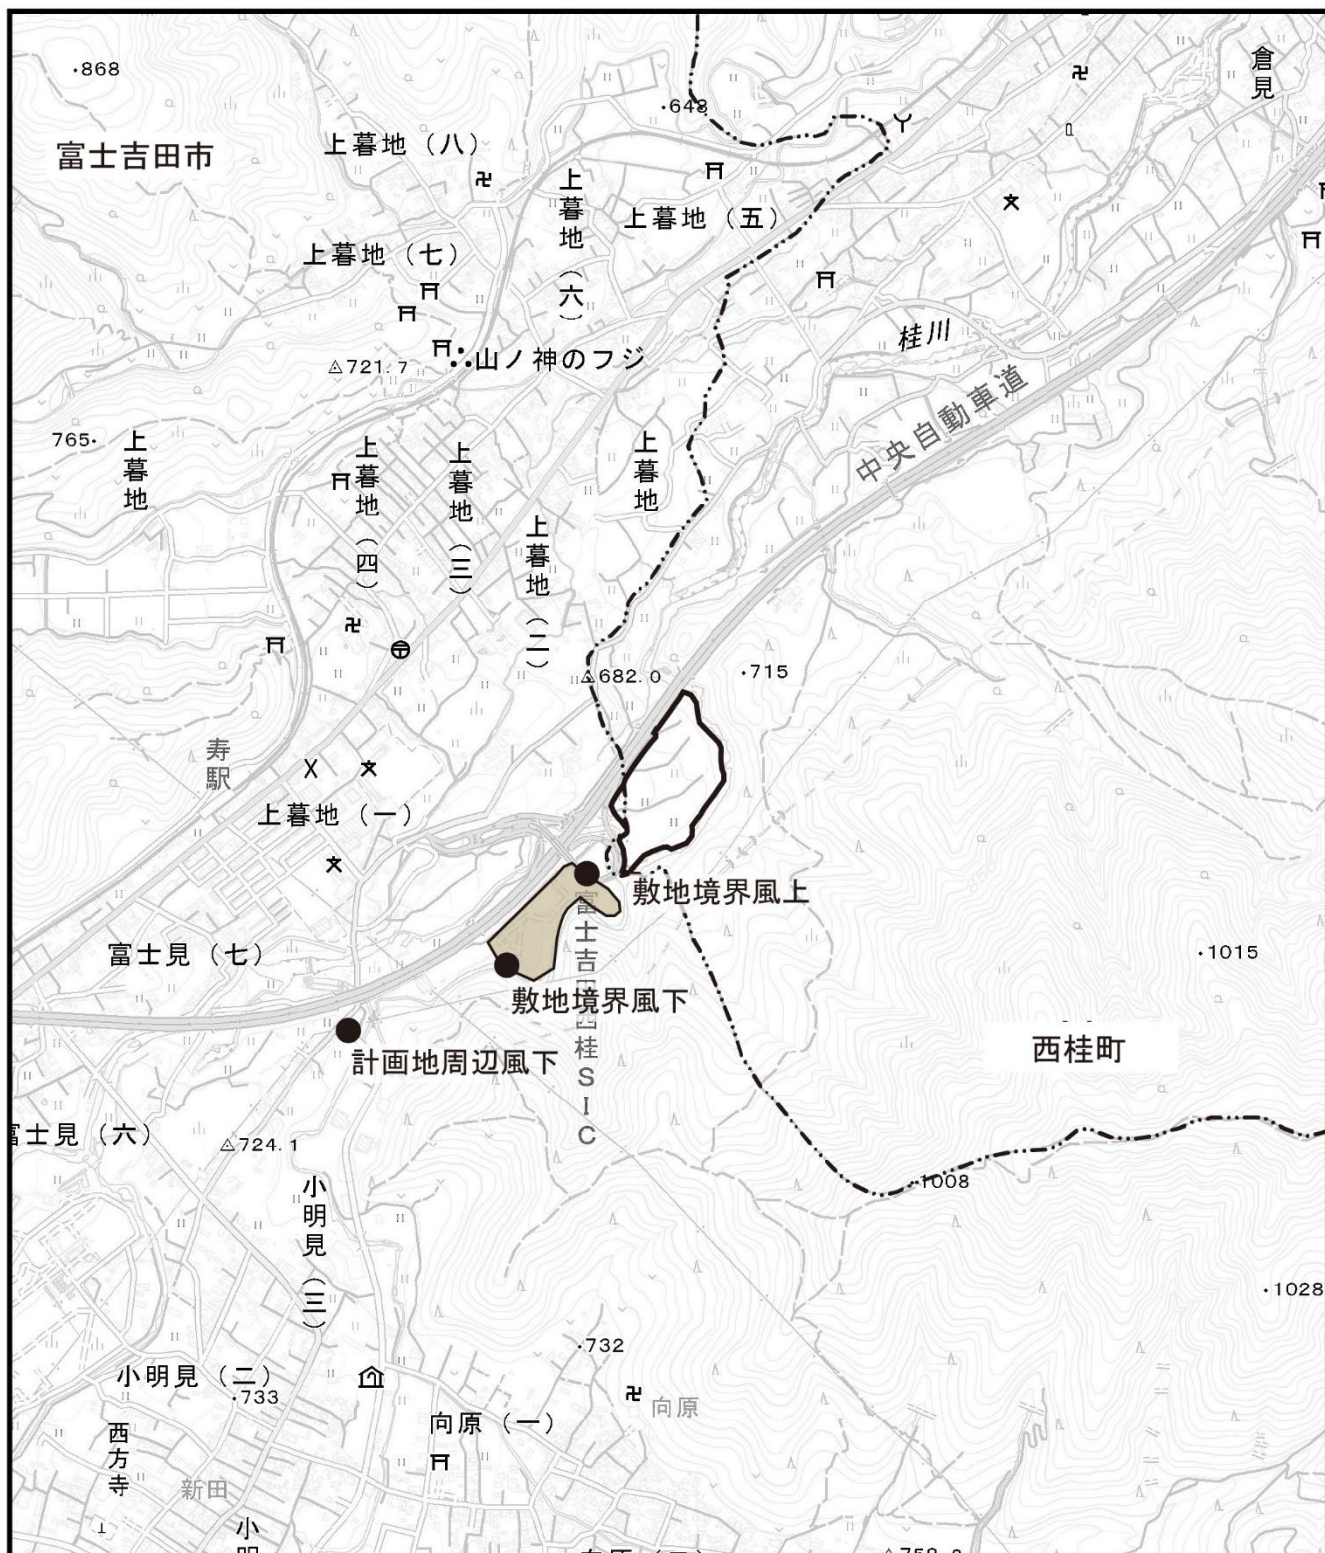 868
倉見
648
富士吉田市
上暮地（八）
上暮地（六）
上暮地（五）
上暮地（七）
桂川
山ノ神のフジ
721.7
中央自動車道
765
上暮地
上暮地（四）
上暮地（三）
上暮地
上暮地（二）
682.0
715
寿駅
上暮地（一）
敷地境界風上
富士吉田西桂SIC
富士見（七）
1015
敷地境界風下
計画地周辺風下
西桂町
富士見（六）
724.1
1008
小明見（三）
1028
732
小明見（二）
733
向原
向原（一）
西方寺
新田